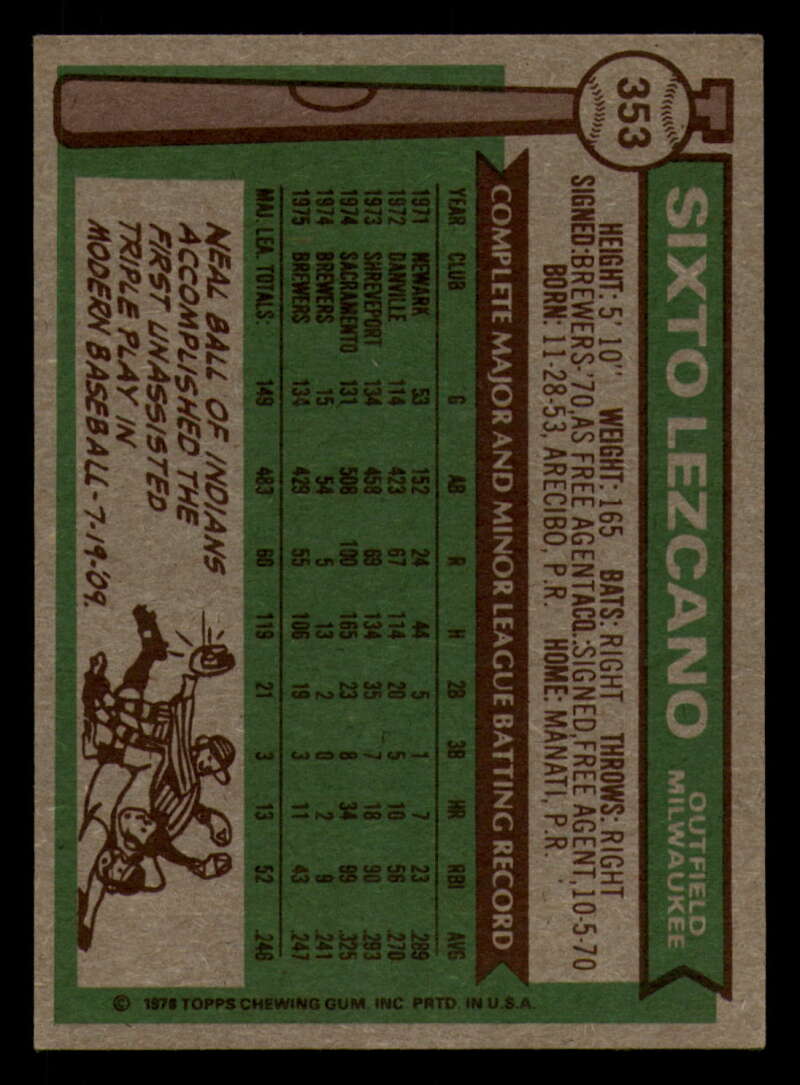 353
SIXTO LEZCANO
OUTFIELD
MILWAUKEE
HEIGHT: 5' 10" WEIGHT: 165 BATS: RIGHT THROWS: RIGHT
SIGNED: BREWERS-'70, AS FREE AGENT ACQ.: SIGNED, FREE AGENT, 10-5-70
BORN: 11-28-53, ARECIBO, P.R. HOME: MANATI, P.R.
COMPLETE MAJOR AND MINOR LEAGUE BATTING RECORD
YEAR CLUB G AB R H 2B 3B HR RBI AVG
1971 NEWARK 53 152 24 44 5 1 7 23 .289
1972 DANVILLE 114 423 67 114 20 5 10 56 .270
1973 SHREVEPORT 134 458 69 134 35 7 18 90 .293
1974 SACRAMENTO 131 508 100 165 23 8 34 99 .325
1974 BREWERS 15 54 5 13 2 0 2 9 .241
1975 BREWERS 134 429 55 106 19 3 11 43 .247
MAJ. LEA. TOTALS: 149 483 60 119 21 3 13 52 .246
NEAL BALL OF INDIANS
ACCOMPLISHED THE
FIRST UNASSISTED
TRIPLE PLAY IN
MODERN BASEBALL-7-19-'09.
© 1976 TOPPS CHEWING GUM, INC PRTD. IN U.S.A.